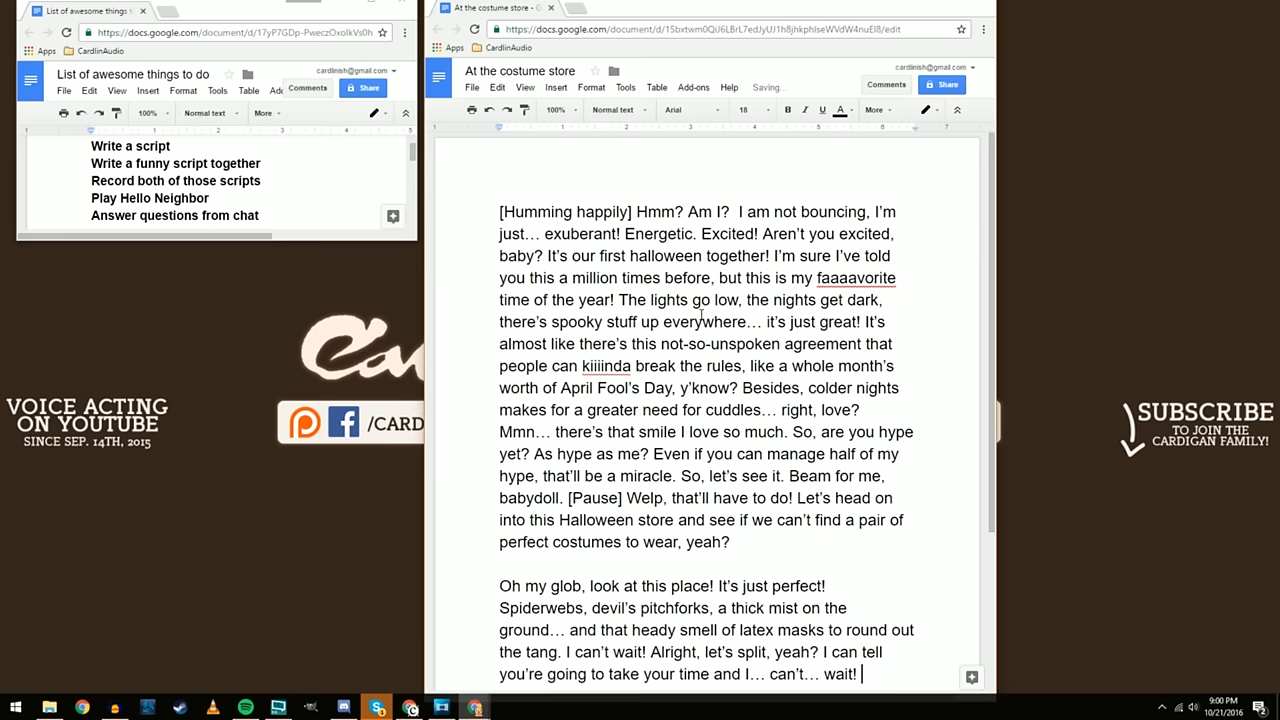 List of awesome things
https://docs.google.com/document/d/17yP7GDp-PweczOxoIkVs0h
Apps
CardlinAudio
List of awesome things to do
cardlinish@gmail.com
File Edit View Insert Format Tools Table
Comments
Share
100%
Normal text
More
Write a script
Write a funny script together
Record both of those scripts
Play Hello Neighbor
Answer questions from chat
At the costume store -
https://docs.google.com/document/d/15bxtwm0QiJ6LBrL7edJyUJ1h8jhkphlseWVdW4nuEl8/edit
Apps
CardlinAudio
At the costume store
cardlinish@gmail.com
File Edit View Insert Format Tools Table Add-ons Help Saving...
Comments
Share
100%
Normal text
Arial
18
B I U A
More
[Humming happily] Hmm? Am I?  I am not bouncing, I'm
just… exuberant! Energetic. Excited! Aren't you excited,
baby? It's our first halloween together! I'm sure I've told
you this a million times before, but this is my faaaavorite
time of the year! The lights go low, the nights get dark,
there's spooky stuff up everywhere… it's just great! It's
almost like there's this not-so-unspoken agreement that
people can kiiiinda break the rules, like a whole month's
worth of April Fool's Day, y'know? Besides, colder nights
makes for a greater need for cuddles… right, love?
Mmn… there's that smile I love so much. So, are you hype
yet? As hype as me? Even if you can manage half of my
hype, that'll be a miracle. So, let's see it. Beam for me,
babydoll. [Pause] Welp, that'll have to do! Let's head on
into this Halloween store and see if we can't find a pair of
perfect costumes to wear, yeah?
Oh my glob, look at this place! It's just perfect!
Spiderwebs, devil's pitchforks, a thick mist on the
ground… and that heady smell of latex masks to round out
the tang. I can't wait! Alright, let's split, yeah? I can tell
you're going to take your time and I… can't… wait!
VOICE ACTING
ON YOUTUBE
SINCE SEP. 14TH, 2015
/CARD
SUBSCRIBE
TO JOIN THE
CARDIGAN FAMILY!
9:00 PM
10/21/2016